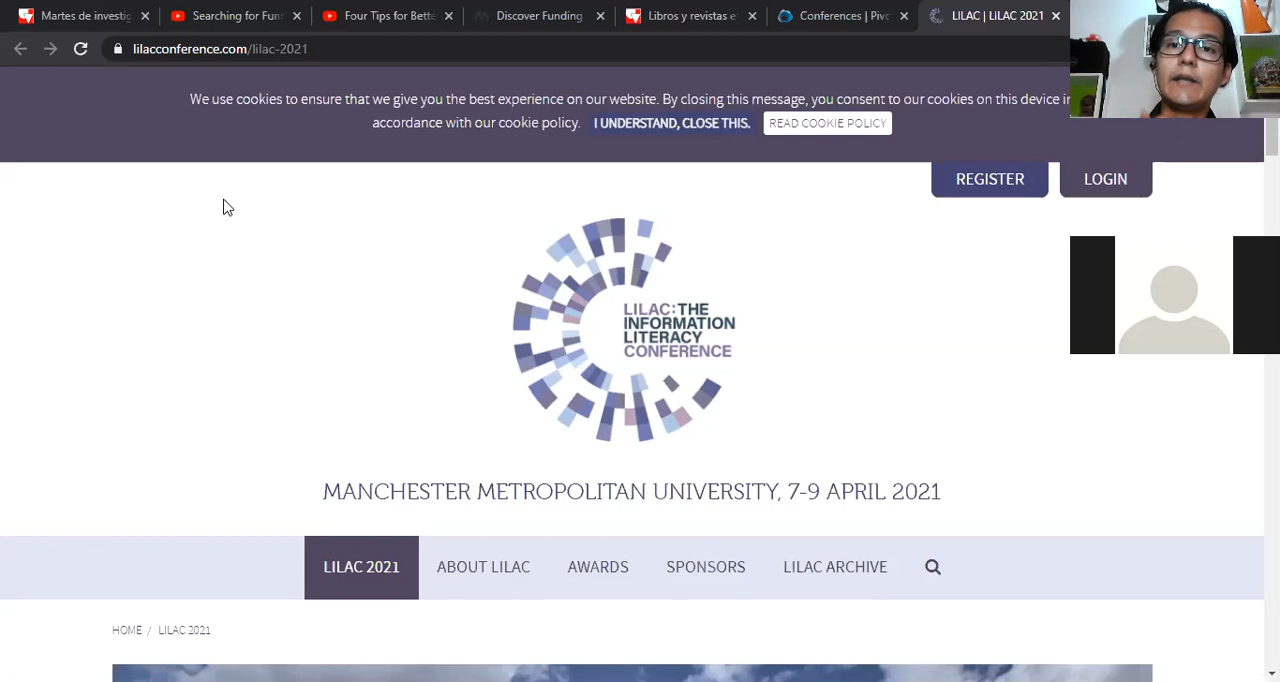 Martes de investig
Searching for Fun
Four Tips for Bette
Discover Funding
Libros y revistas e
Conferences | Pivo
LILAC | LILAC 2021
lilacconference.com/lilac-2021
We use cookies to ensure that we give you the best experience on our website. By closing this message, you consent to our cookies on this device in
accordance with our cookie policy. I UNDERSTAND, CLOSE THIS. READ COOKIE POLICY
REGISTER LOGIN
LILAC: THE
INFORMATION
LITERACY
CONFERENCE
MANCHESTER METROPOLITAN UNIVERSITY, 7-9 APRIL 2021
LILAC 2021 ABOUT LILAC AWARDS SPONSORS LILAC ARCHIVE
HOME / LILAC 2021